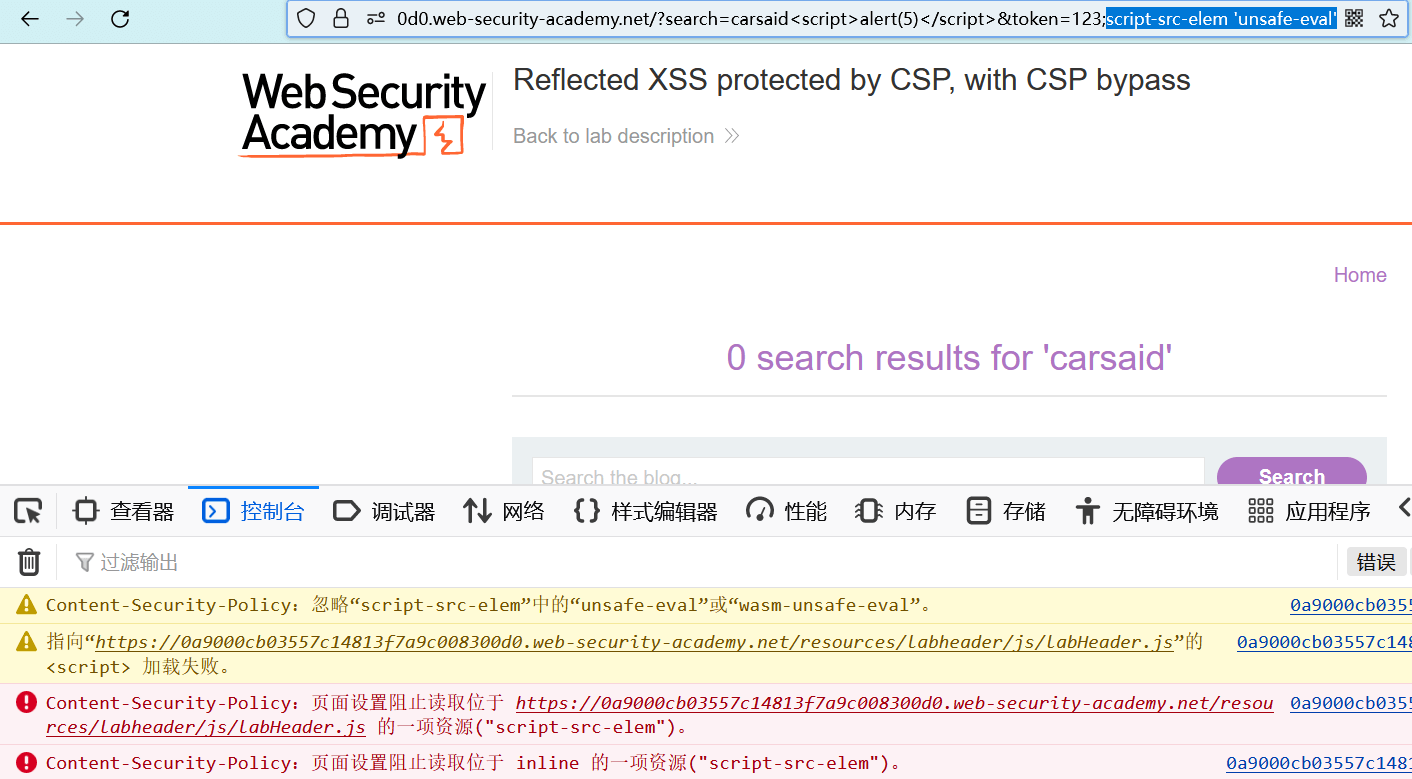 0d0.web-security-academy.net/?search=carsaid<script>alert(5)</script>&token=123;script-src-elem 'unsafe-eval'
Web Security
Academy
Reflected XSS protected by CSP, with CSP bypass
Back to lab description
Home
0 search results for 'carsaid'
Search the blog...
Search
查看器
控制台
调试器
网络
样式编辑器
性能
内存
存储
无障碍环境
应用程序
过滤输出
错误
Content-Security-Policy：忽略“script-src-elem”中的“unsafe-eval”或“wasm-unsafe-eval”。
0a9000cb0355
指向“https://0a9000cb03557c14813f7a9c008300d0.web-security-academy.net/resources/labheader/js/labHeader.js”的
0a9000cb03557c148
<script> 加载失败。
Content-Security-Policy：页面设置阻止读取位于 https://0a9000cb03557c14813f7a9c008300d0.web-security-academy.net/resou
0a9000cb0355
rces/labheader/js/labHeader.js 的一项资源("script-src-elem")。
Content-Security-Policy：页面设置阻止读取位于 inline 的一项资源("script-src-elem")。
0a9000cb03557c1481